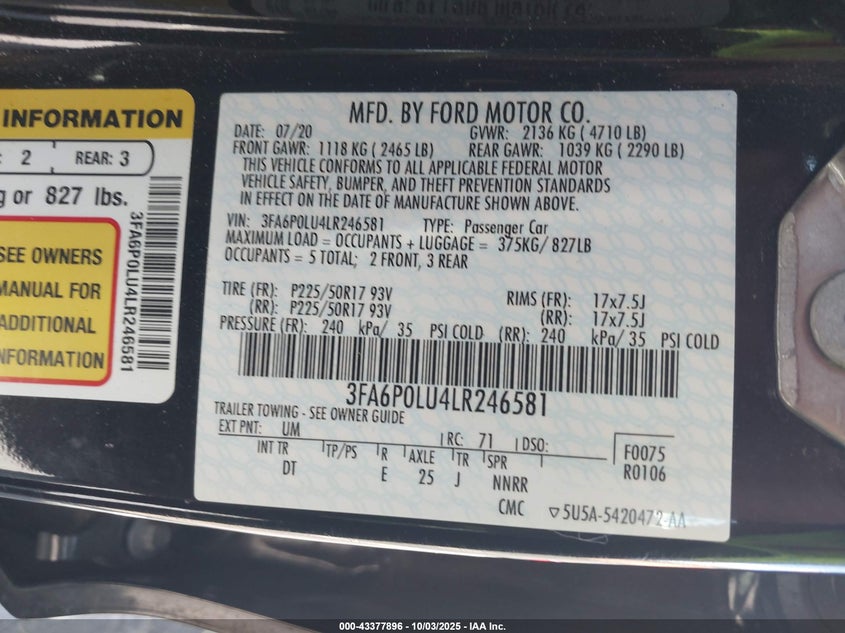 INFORMATION
: 2 REAR: 3
g or 827 lbs.
SEE OWNERS
MANUAL FOR
ADDITIONAL
INFORMATION
3FA6P0LU4LR246581
MFD. BY FORD MOTOR CO.
DATE: 07/20 GVWR: 2136 KG ( 4710 LB)
FRONT GAWR: 1118 KG ( 2465 LB) REAR GAWR: 1039 KG ( 2290 LB)
THIS VEHICLE CONFORMS TO ALL APPLICABLE FEDERAL MOTOR
VEHICLE SAFETY, BUMPER, AND THEFT PREVENTION STANDARDS
IN EFFECT ON THE DATE OF MANUFACTURE SHOWN ABOVE.
VIN: 3FA6P0LU4LR246581 TYPE: Passenger Car
MAXIMUM LOAD = OCCUPANTS + LUGGAGE = 375KG/ 827LB
OCCUPANTS = 5 TOTAL; 2 FRONT, 3 REAR
TIRE (FR): P225/50R17 93V RIMS (FR): 17x7.5J
(RR): P225/50R17 93V (RR): 17x7.5J
PRESSURE (FR): 240 kPa/ 35 PSI COLD (RR): 240 kPa/ 35 PSI COLD
3FA6P0LU4LR246581
TRAILER TOWING - SEE OWNER GUIDE
EXT PNT: UM RC: 71 DSO: F0075
INT TR TP/PS R AXLE TR SPR R0106
DT E 25 J NNRR
CMC ▽5U5A-5420472-AA
000-43377896 - 10/03/2025 - IAA Inc.